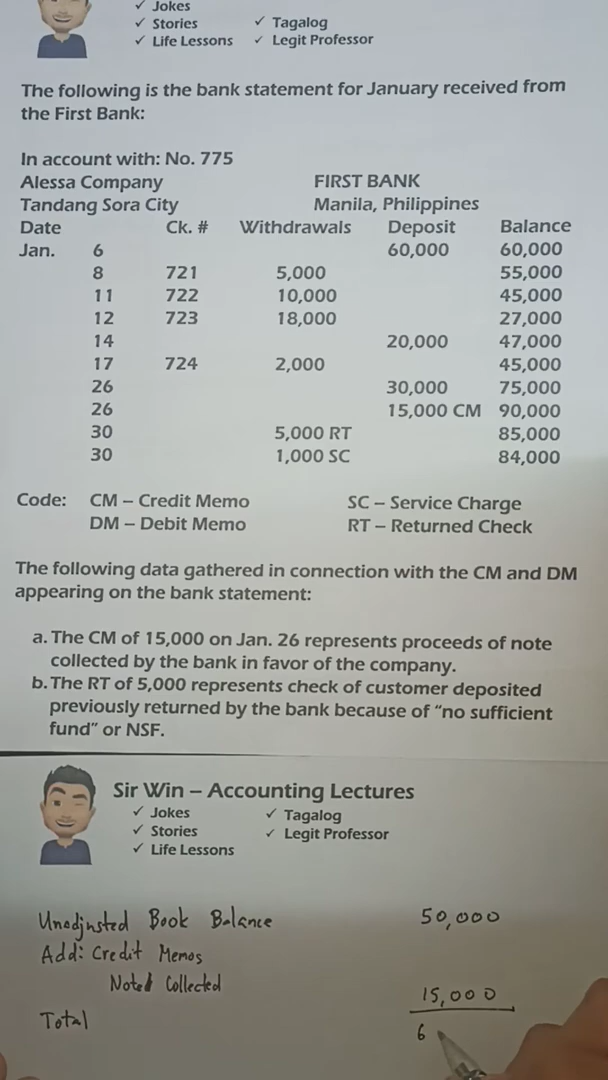 ✓ Jokes
✓ Stories ✓ Tagalog
✓ Life Lessons ✓ Legit Professor
The following is the bank statement for January received from
the First Bank:
In account with: No. 775
Alessa Company FIRST BANK
Tandang Sora City Manila, Philippines
Date Ck. # Withdrawals Deposit Balance
Jan. 6 60,000 60,000
8 721 5,000 55,000
11 722 10,000 45,000
12 723 18,000 27,000
14 20,000 47,000
17 724 2,000 45,000
26 30,000 75,000
26 15,000 CM 90,000
30 5,000 RT 85,000
30 1,000 SC 84,000
Code: CM – Credit Memo SC – Service Charge
DM – Debit Memo RT – Returned Check
The following data gathered in connection with the CM and DM
appearing on the bank statement:
a. The CM of 15,000 on Jan. 26 represents proceeds of note
collected by the bank in favor of the company.
b. The RT of 5,000 represents check of customer deposited
previously returned by the bank because of "no sufficient
fund" or NSF.
Sir Win – Accounting Lectures
✓ Jokes ✓ Tagalog
✓ Stories ✓ Legit Professor
✓ Life Lessons
Unadjusted Book Balance 50,000
Add: Credit Memos
Noted Collected 15,000
Total 6